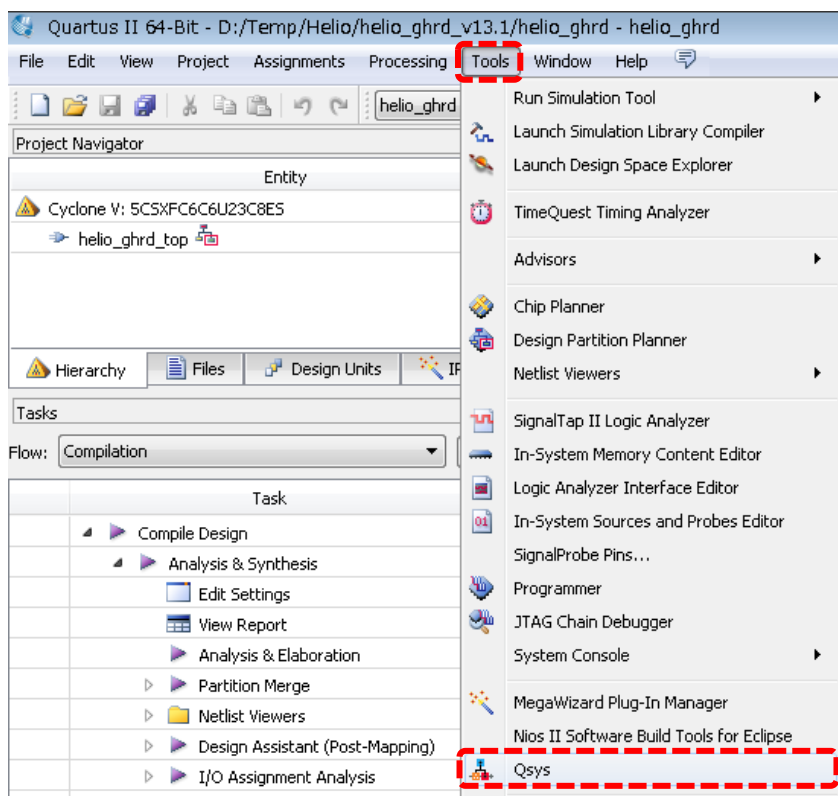 Quartus II 64-Bit - D:/Temp/Helio/helio_ghrd_v13.1/helio_ghrd - helio_ghrd
File Edit View Project Assignments Processing Tools Window Help
helio_ghrd
Project Navigator
Entity
Cyclone V: 5CSXFC6C6U23C8ES
helio_ghrd_top
Hierarchy Files Design Units IP
Tasks
Flow: Compilation
Task
Compile Design
Analysis & Synthesis
Edit Settings
View Report
Analysis & Elaboration
Partition Merge
Netlist Viewers
Design Assistant (Post-Mapping)
I/O Assignment Analysis
Run Simulation Tool
Launch Simulation Library Compiler
Launch Design Space Explorer
TimeQuest Timing Analyzer
Advisors
Chip Planner
Design Partition Planner
Netlist Viewers
SignalTap II Logic Analyzer
In-System Memory Content Editor
Logic Analyzer Interface Editor
In-System Sources and Probes Editor
SignalProbe Pins...
Programmer
JTAG Chain Debugger
System Console
MegaWizard Plug-In Manager
Nios II Software Build Tools for Eclipse
Qsys